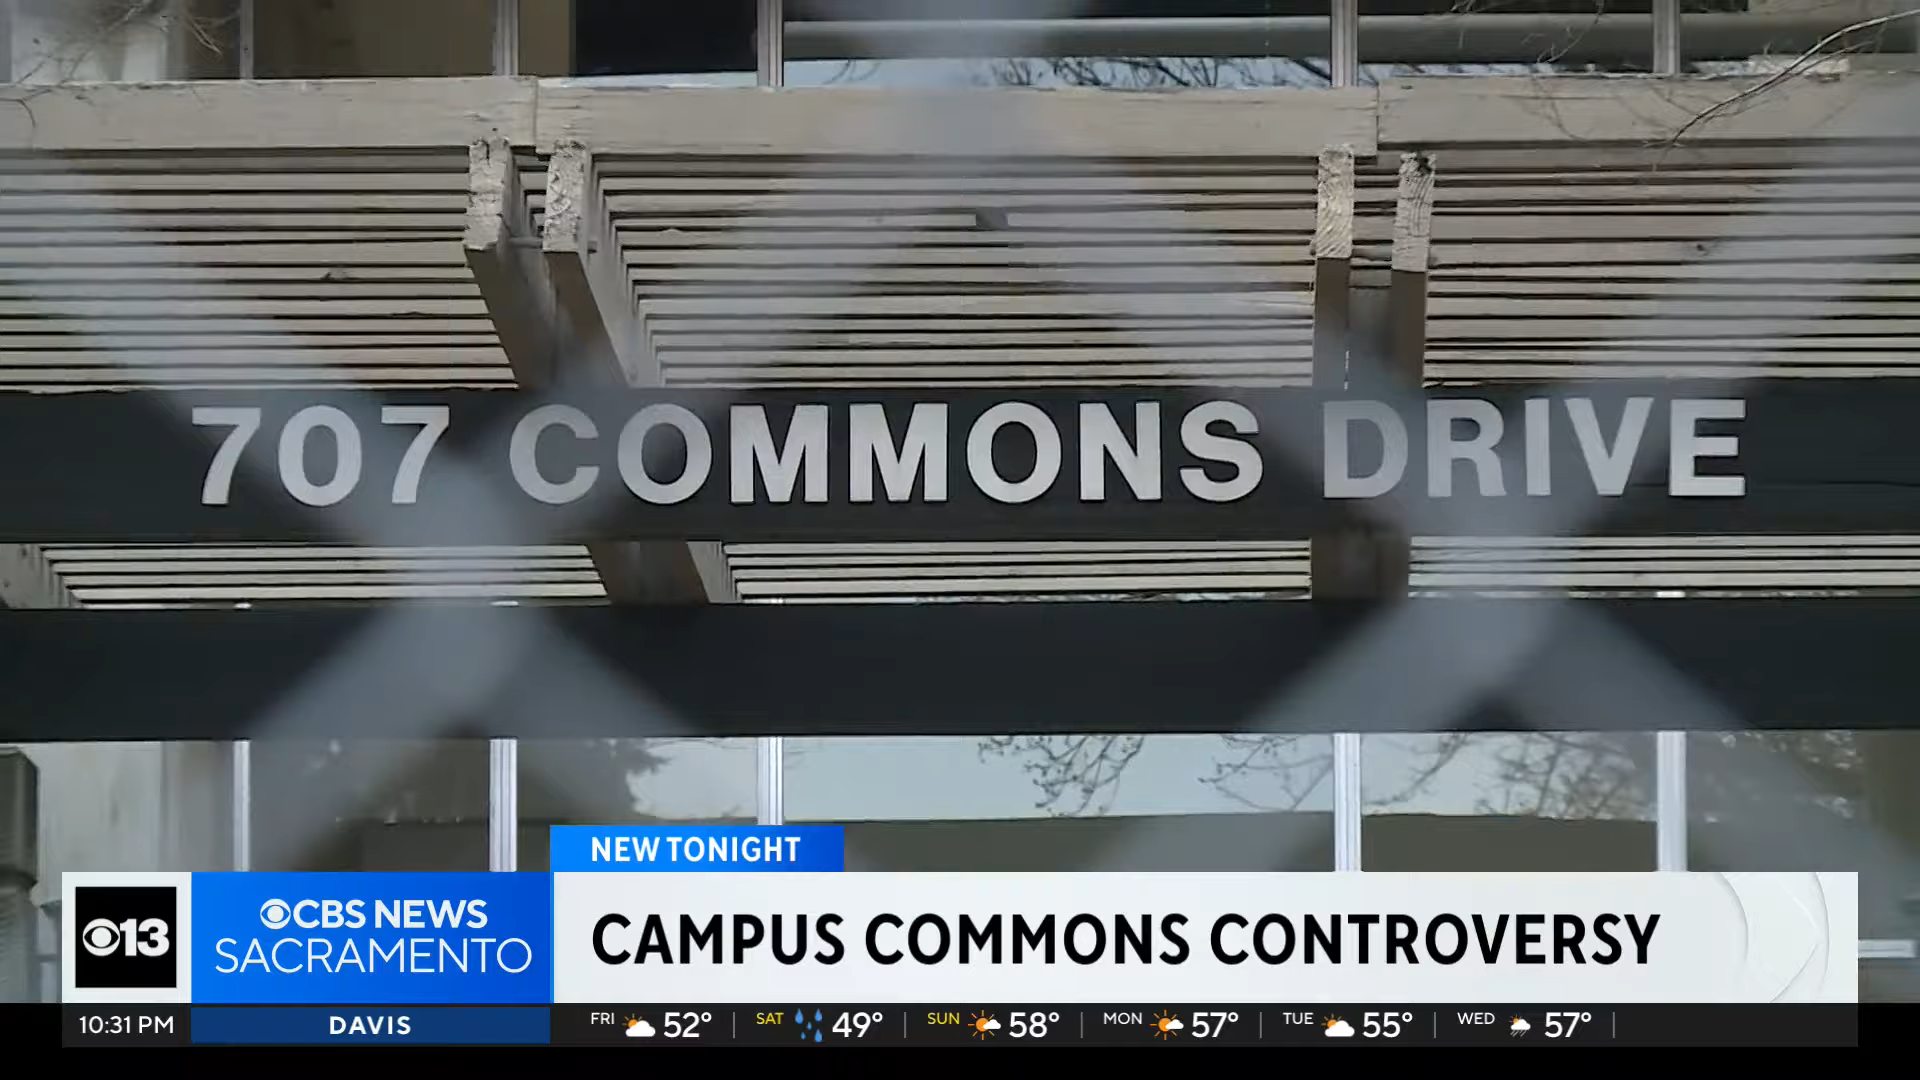 707 COMMONS DRIVE
NEW TONIGHT
13
CBS NEWS
SACRAMENTO
CAMPUS COMMONS CONTROVERSY
10:31 PM
DAVIS
FRI 52° | SAT 49° | SUN 58° | MON 57° | TUE 55° | WED 57° |